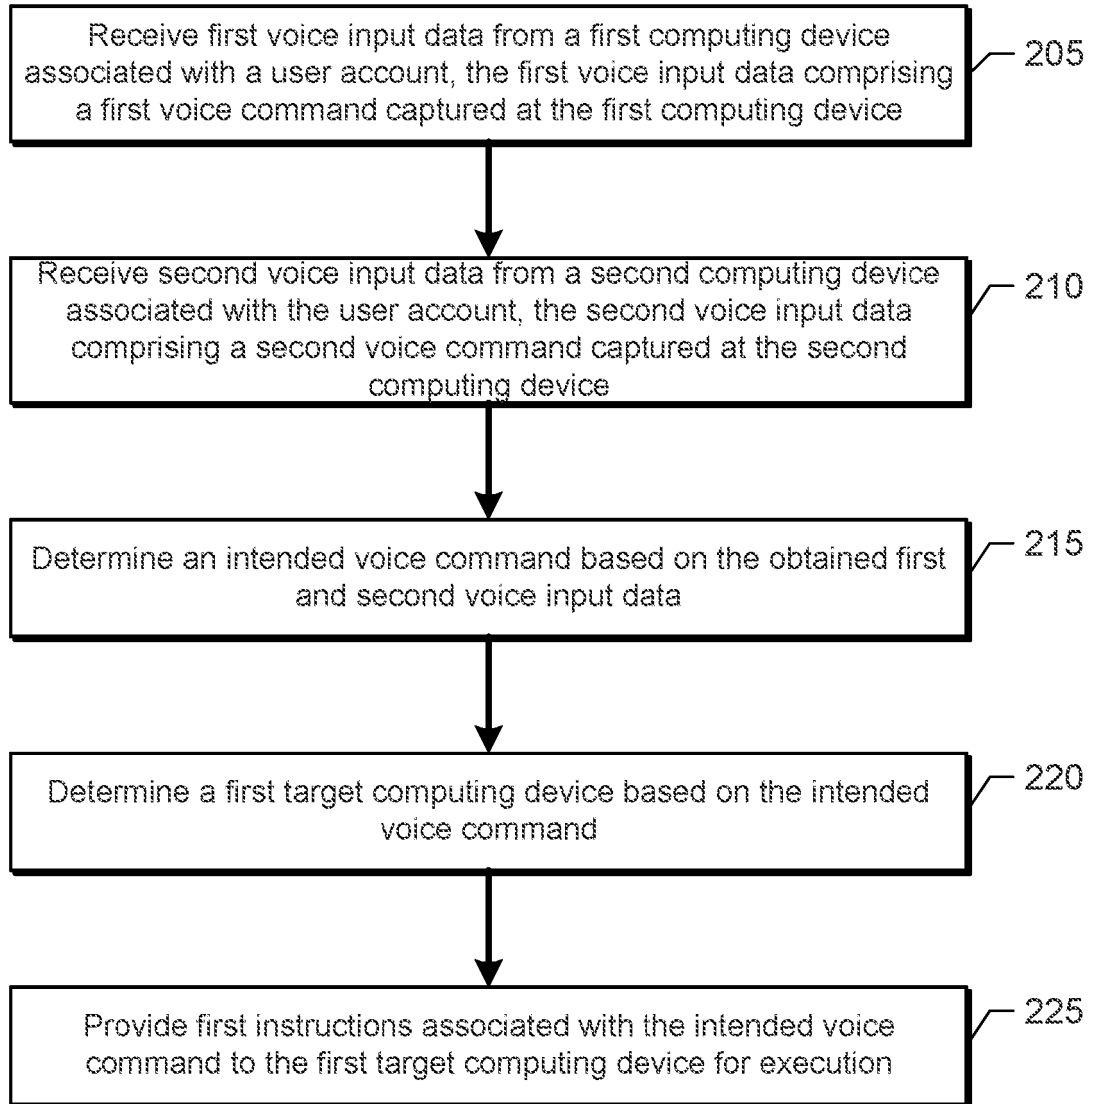 Receive first voice input data from a first computing device
associated with a user account, the first voice input data comprising
a first voice command captured at the first computing device
205
Receive second voice input data from a second computing device
associated with the user account, the second voice input data
comprising a second voice command captured at the second
computing device
210
Determine an intended voice command based on the obtained first
and second voice input data
215
Determine a first target computing device based on the intended
voice command
220
Provide first instructions associated with the intended voice
command to the first target computing device for execution
225